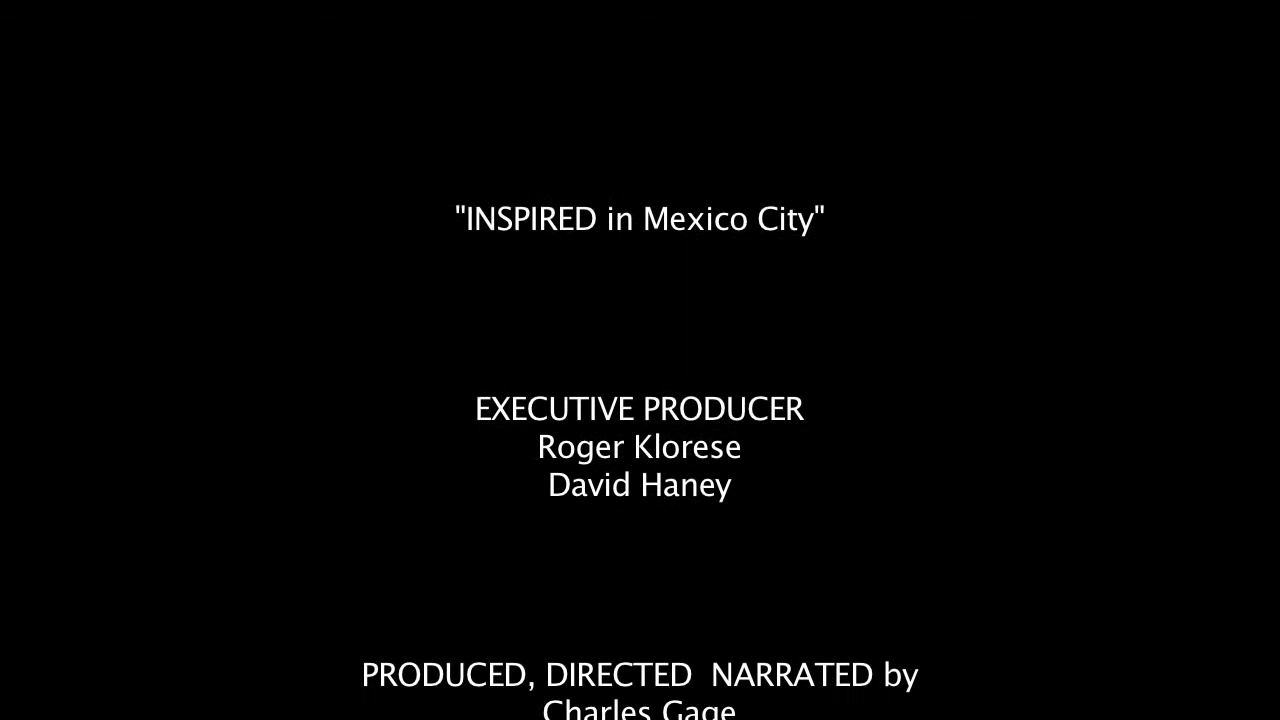 "INSPIRED in Mexico City"
EXECUTIVE PRODUCER
Roger Klorese
David Haney
PRODUCED, DIRECTED  NARRATED by
Charles Gage